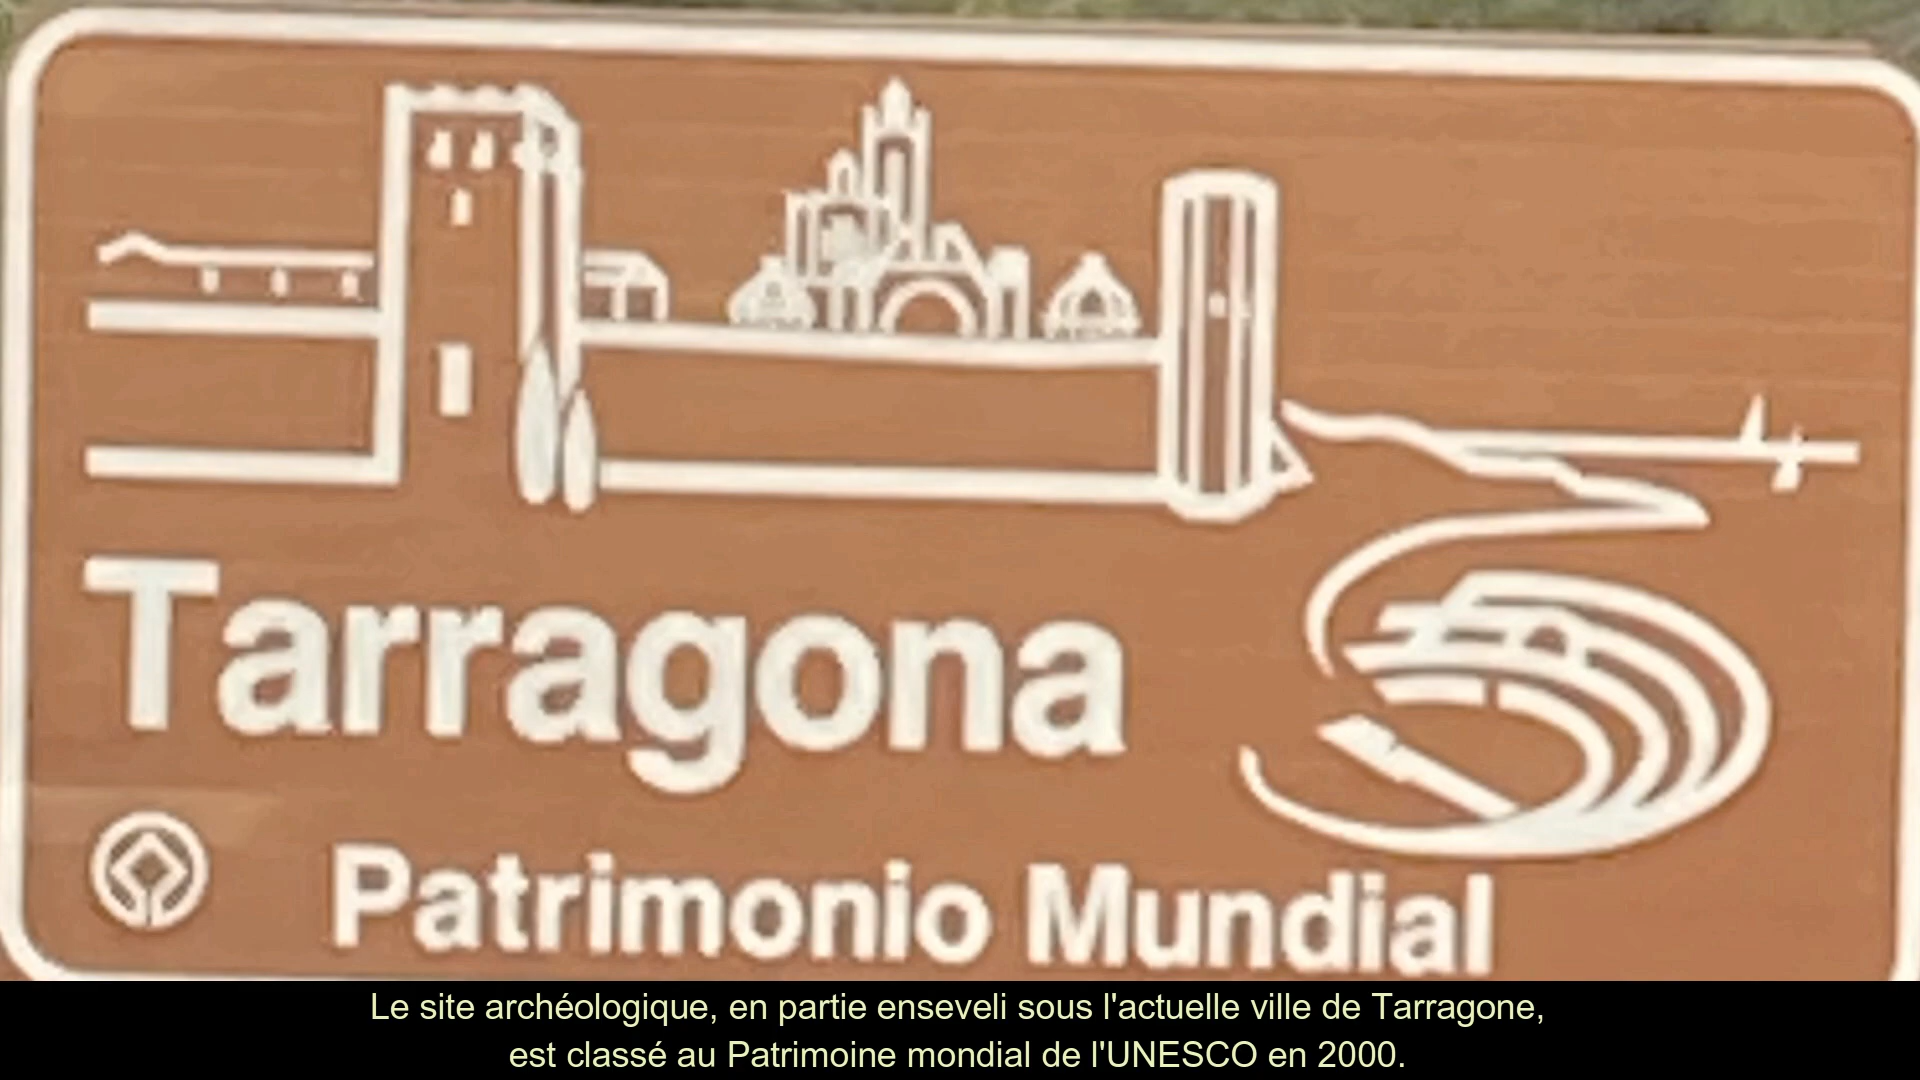 Tarragona
Patrimonio Mundial
Le site archéologique, en partie enseveli sous l'actuelle ville de Tarragone,
est classé au Patrimoine mondial de l'UNESCO en 2000.